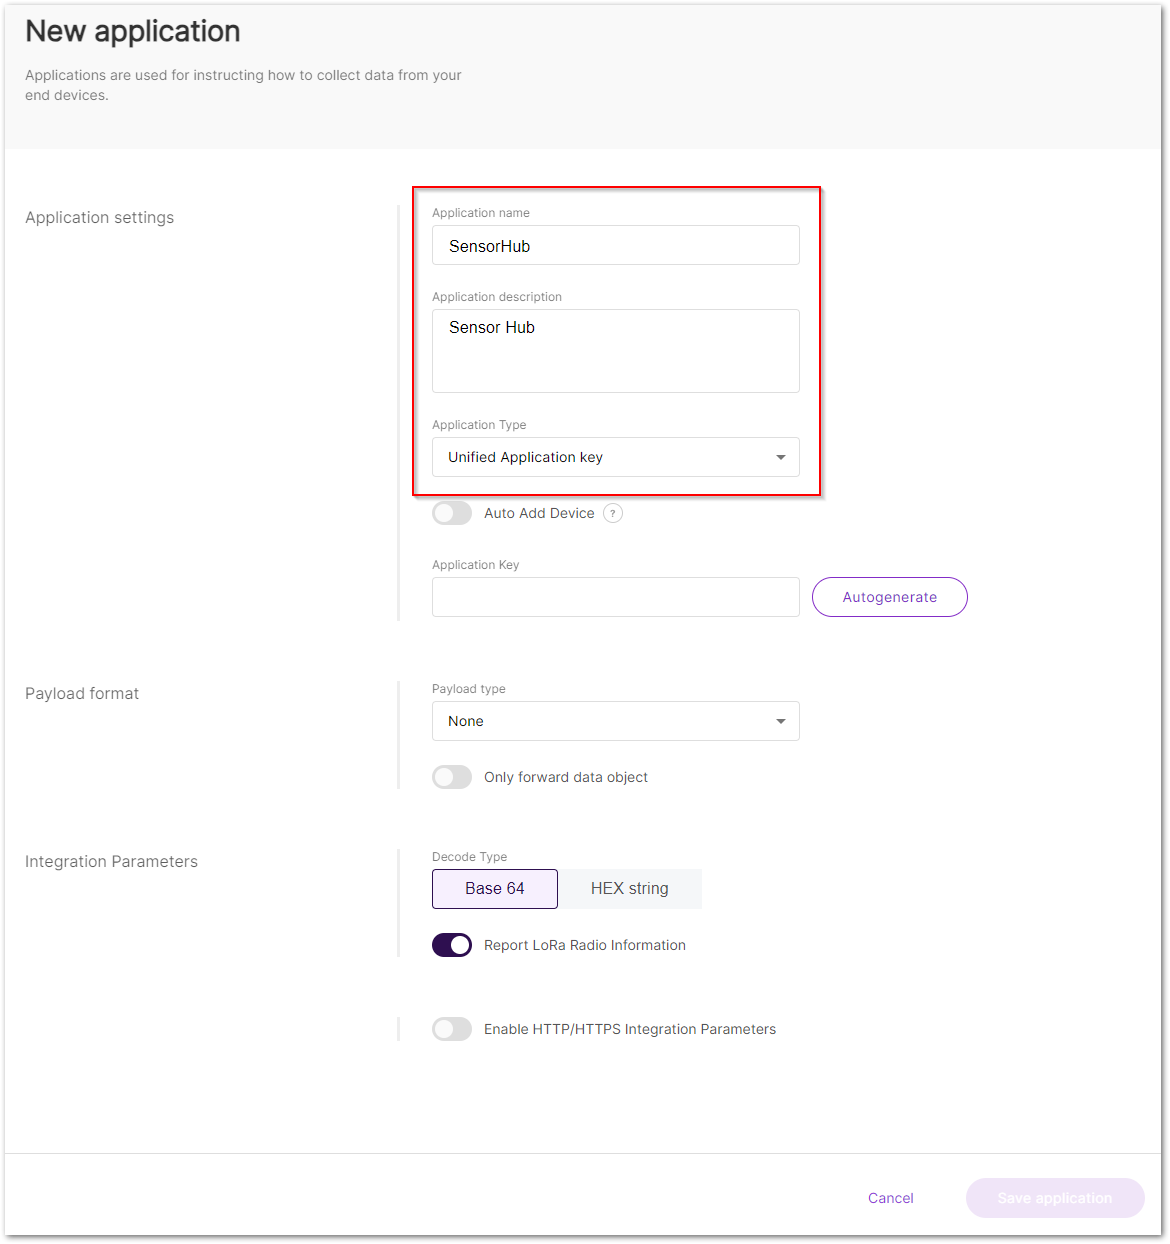 New application
Applications are used for instructing how to collect data from your
end devices.
Application settings
Application name
SensorHub
Application description
Sensor Hub
Application Type
Unified Application key
Auto Add Device ?
Application Key
Autogenerate
Payload format
Payload type
None
Only forward data object
Integration Parameters
Decode Type
Base 64 HEX string
Report LoRa Radio Information
Enable HTTP/HTTPS Integration Parameters
Cancel Save application